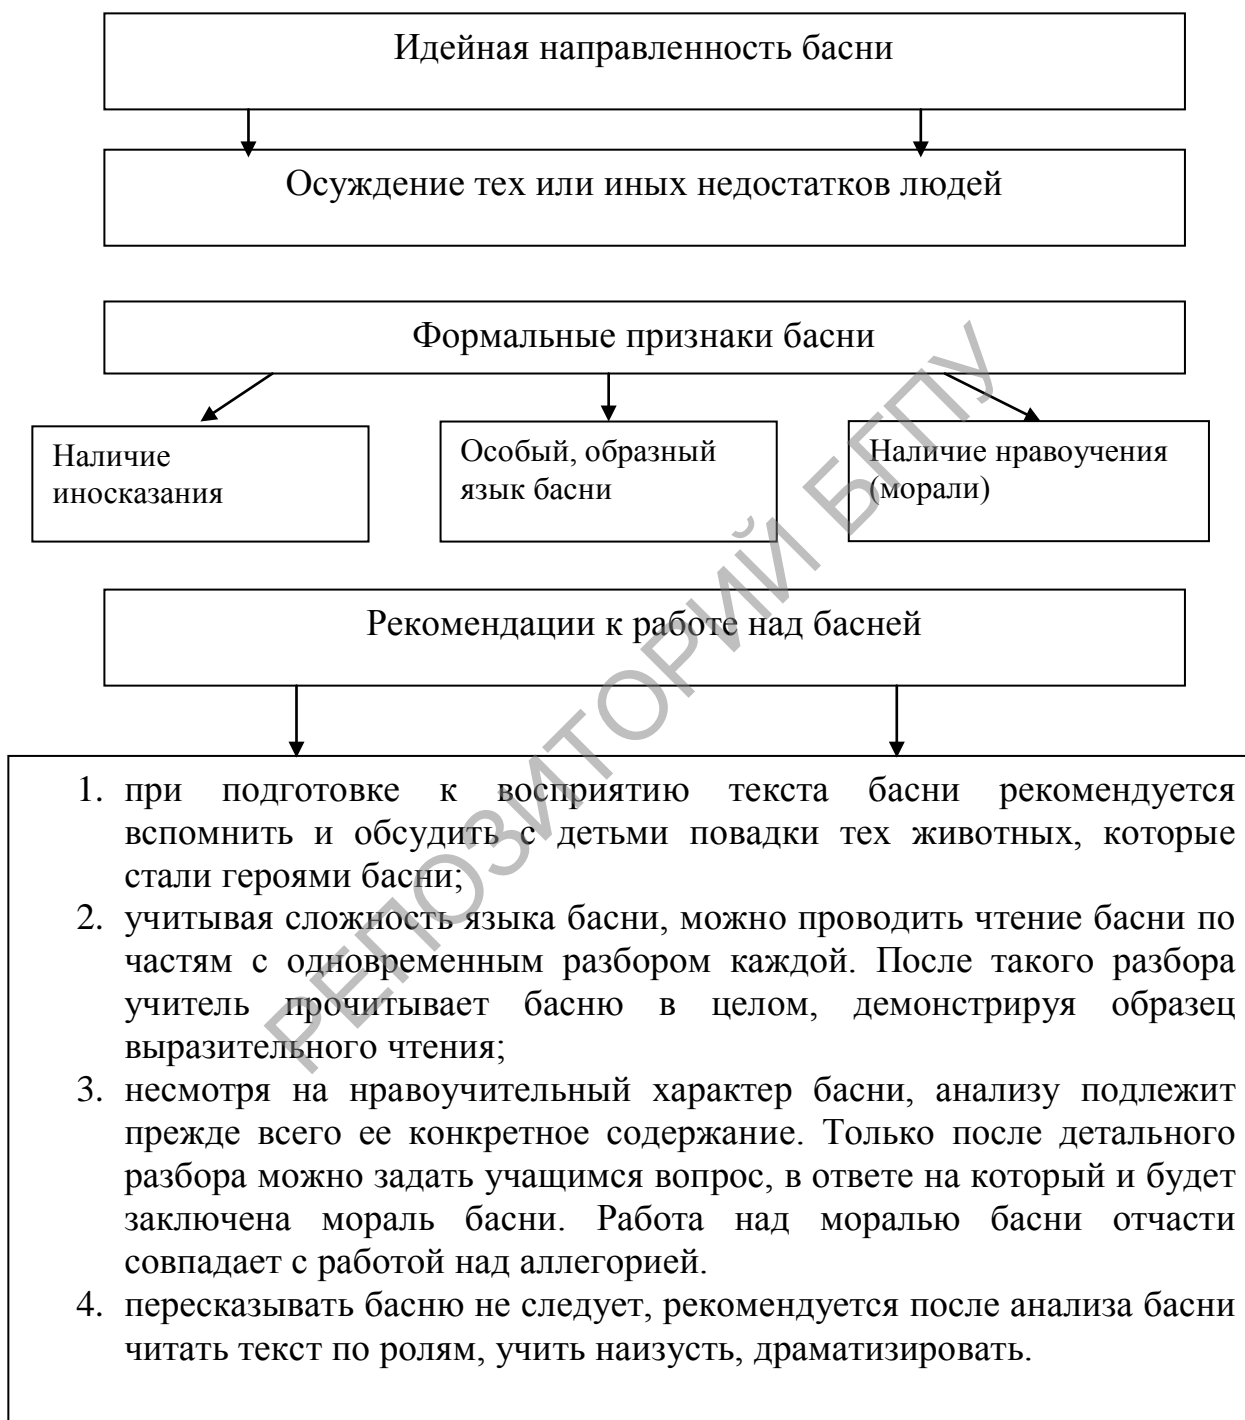 Идейная направленность басни
Осуждение тех или иных недостатков людей
Формальные признаки басни
Наличие
иносказания
Особый, образный
язык басни
Наличие нравоучения
(морали)
Рекомендации к работе над басней
1. при подготовке к восприятию текста басни рекомендуется
вспомнить и обсудить с детьми повадки тех животных, которые
стали героями басни;
2. учитывая сложность языка басни, можно проводить чтение басни по
частям с одновременным разбором каждой. После такого разбора
учитель прочитывает басню в целом, демонстрируя образец
выразительного чтения;
3. несмотря на нравоучительный характер басни, анализу подлежит
прежде всего ее конкретное содержание. Только после детального
разбора можно задать учащимся вопрос, в ответе на который и будет
заключена мораль басни. Работа над моралью басни отчасти
совпадает с работой над аллегорией.
4. пересказывать басню не следует, рекомендуется после анализа басни
читать текст по ролям, учить наизусть, драматизировать.
РЕПОЗИТОРИЙ БГПУ